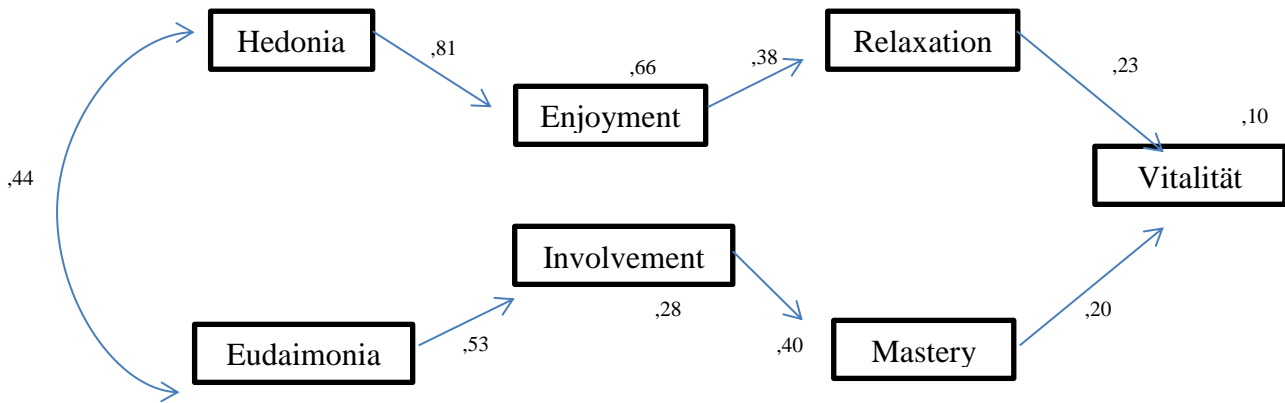 Hedonia
,81
,66
Enjoyment
,38
Relaxation
,23
,10
Vitalität
,44
Involvement
,28
Eudaimonia
,53
,40
Mastery
,20